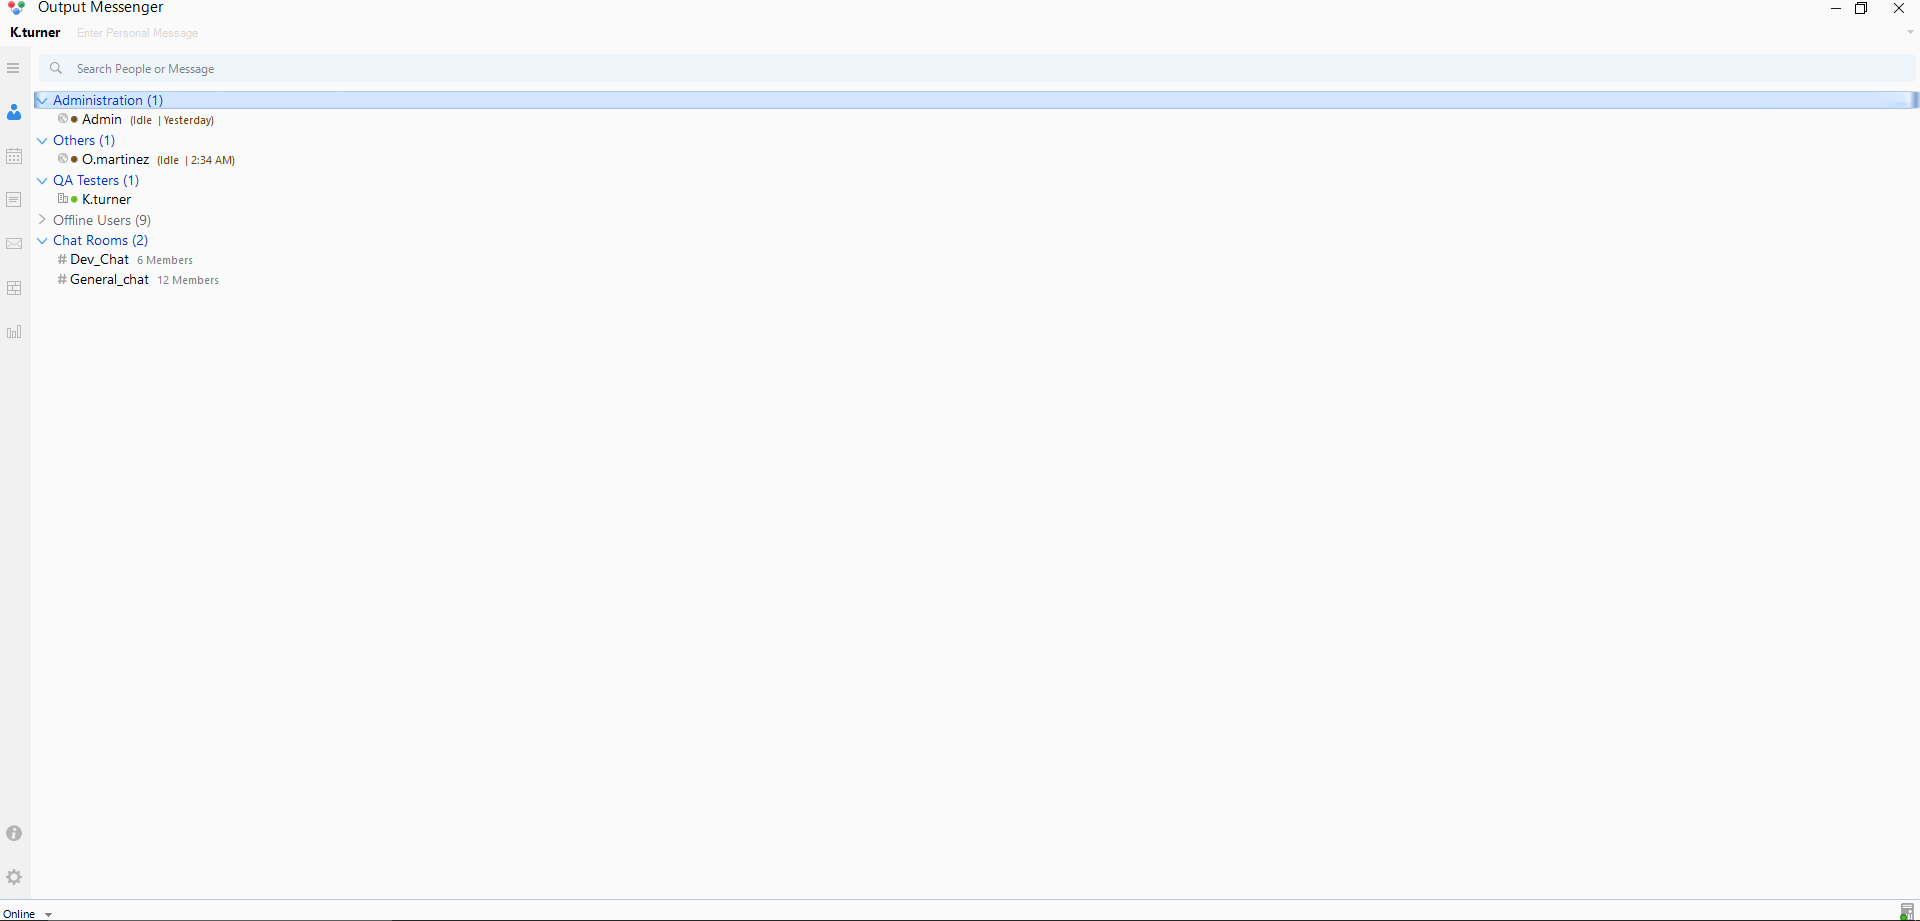 Output Messenger
K.turner Enter Personal Message
Search People or Message
Administration (1)
Admin (Idle | Yesterday)
Others (1)
O.martinez (Idle | 2:34 AM)
QA Testers (1)
K.turner
Offline Users (9)
Chat Rooms (2)
# Dev_Chat 6 Members
# General_chat 12 Members
Online